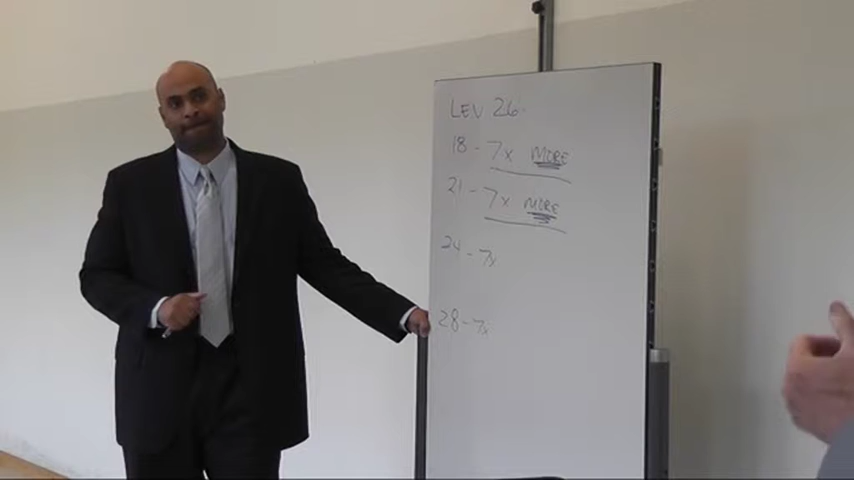 LEV 26.
18 - 7x MORE
21 - 7x MORE
24 - 7x
28 - 7x